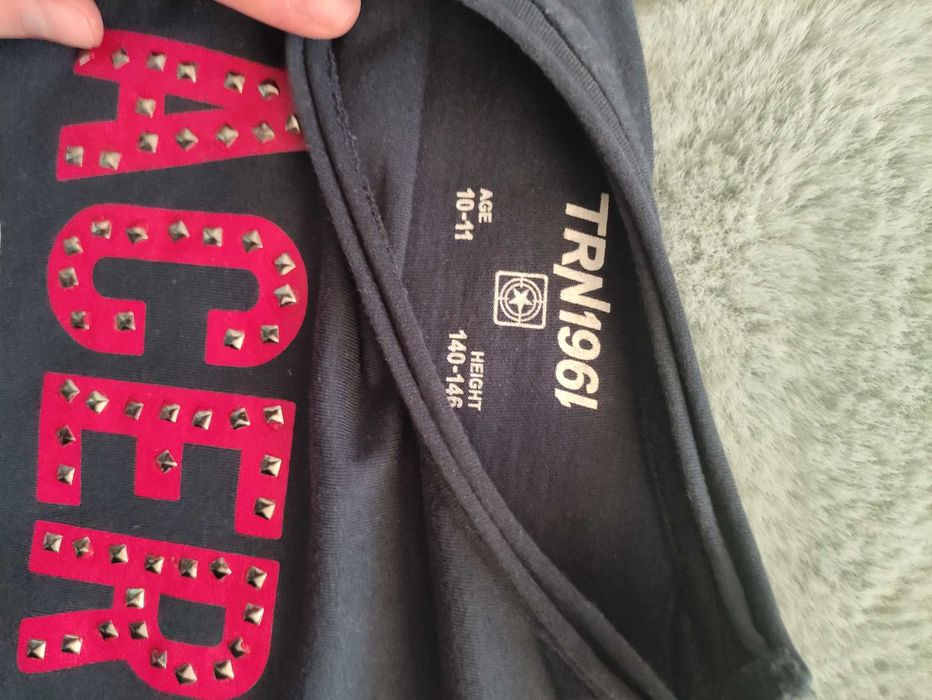 ACER
TRN1961
AGE
10-11
HEIGHT
140-146